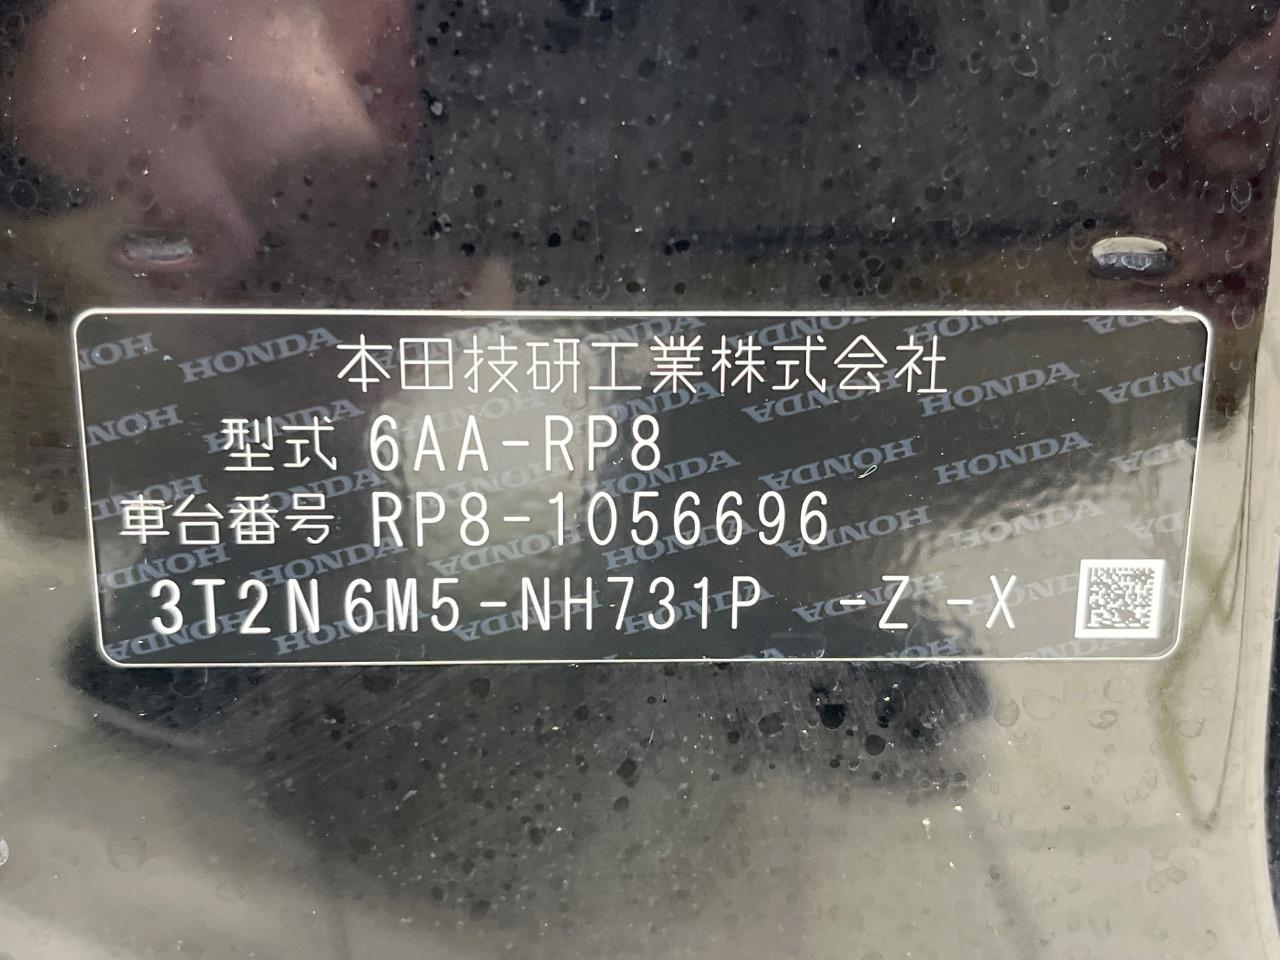 本田技研工業株式会社
型式 6AA-RP8
車台番号 RP8-1056696
3T2N6M5-NH731P -Z -X